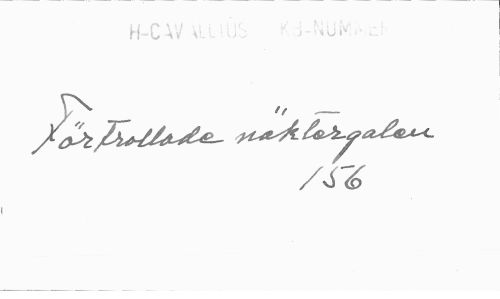 H-CAVALLIUS KB-NUMMER
Förtrollade näktergalen
156